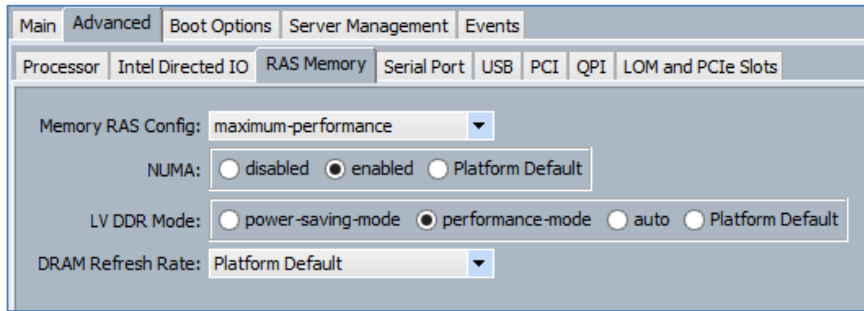 Main Advanced Boot Options Server Management Events
Processor Intel Directed IO RAS Memory Serial Port USB PCI QPI LOM and PCIe Slots
Memory RAS Config: maximum-performance
NUMA: disabled enabled Platform Default
LV DDR Mode: power-saving-mode performance-mode auto Platform Default
DRAM Refresh Rate: Platform Default